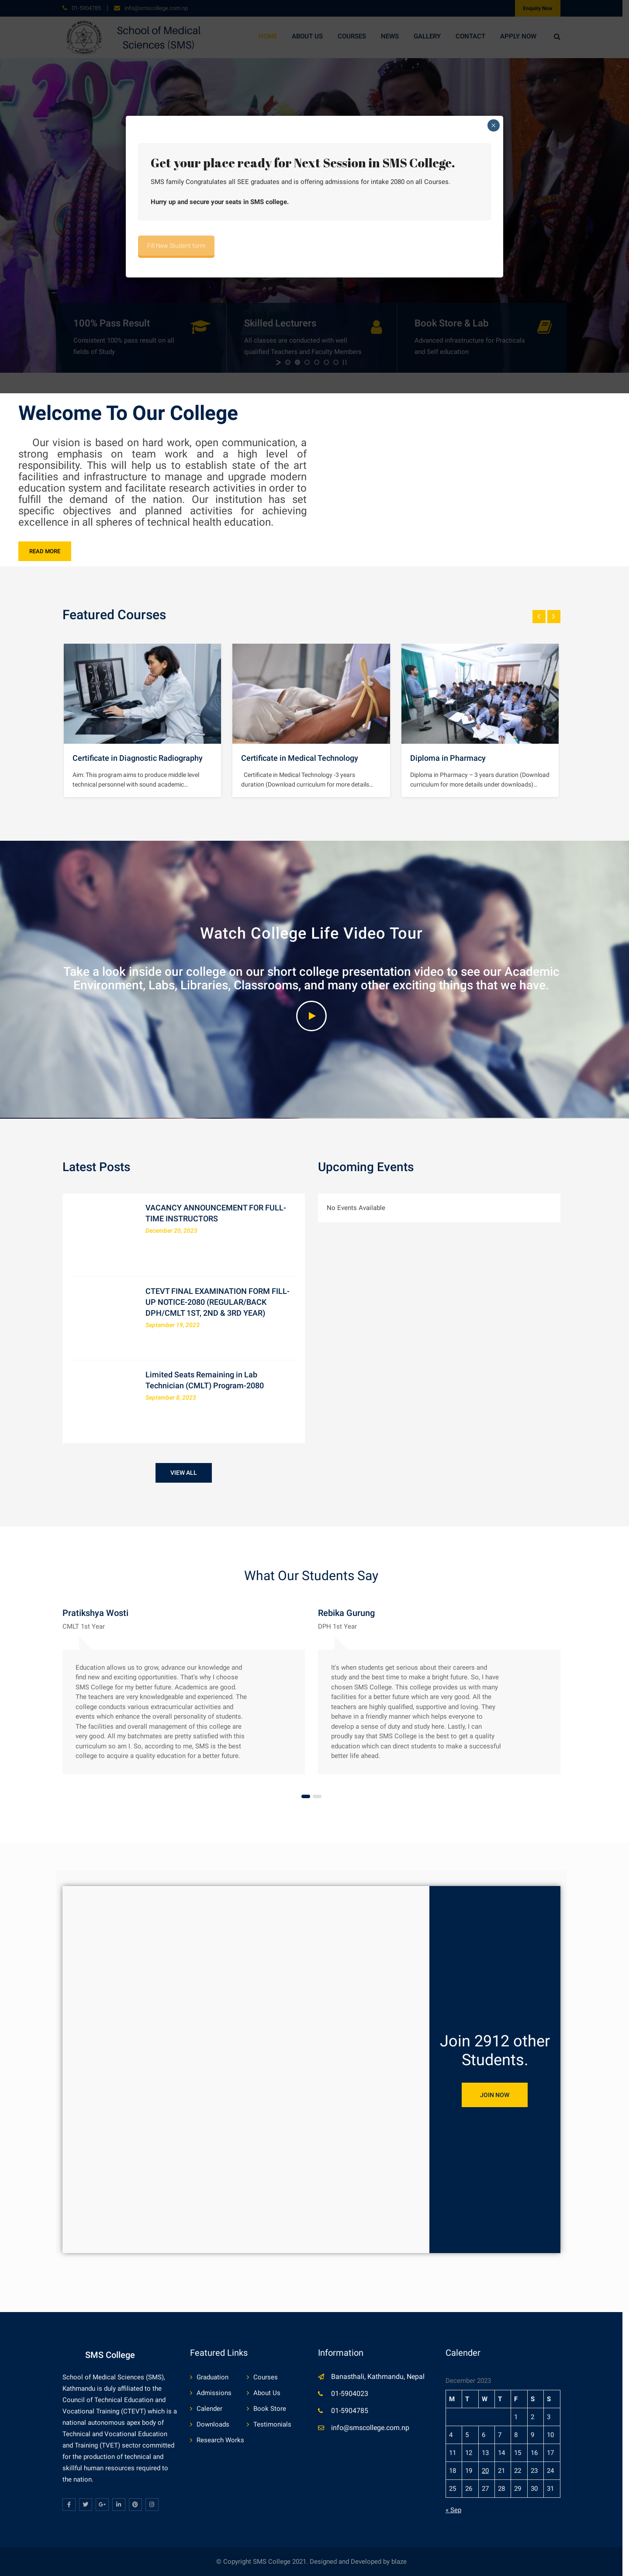 01-5904785 | info@smscollege.com.np
Enquiry Now
School of Medical
Sciences (SMS)
HOME ABOUT US COURSES NEWS GALLERY CONTACT APPLY NOW
207
×
Get your place ready for Next Session in SMS College.
SMS family Congratulates all SEE graduates and is offering admissions for intake 2080 on all Courses.
Hurry up and secure your seats in SMS college.
Fill New Student form
100% Pass Result
Consistent 100% pass result on all
fields of Study
Skilled Lecturers
All classes are conducted with well
qualified Teachers and Faculty Members
Book Store & Lab
Advanced infrastructure for Practicals
and Self education
Welcome To Our College
Our vision is based on hard work, open communication, a
strong emphasis on team work and a high level of
responsibility. This will help us to establish state of the art
facilities and infrastructure to manage and upgrade modern
education system and facilitate research activities in order to
fulfill the demand of the nation. Our institution has set
specific objectives and planned activities for achieving
excellence in all spheres of technical health education.
READ MORE
Featured Courses
Certificate in Diagnostic Radiography
Aim: This program aims to produce middle level
technical personnel with sound academic...
Certificate in Medical Technology
Certificate in Medical Technology -3 years
duration (Download curriculum for more details...
Diploma in Pharmacy
Diploma in Pharmacy – 3 years duration (Download
curriculum for more details under downloads)...
Watch College Life Video Tour
Take a look inside our college on our short college presentation video to see our Academic
Environment, Labs, Libraries, Classrooms, and many other exciting things that we have.
Latest Posts
VACANCY ANNOUNCEMENT FOR FULL-
TIME INSTRUCTORS
December 20, 2023
CTEVT FINAL EXAMINATION FORM FILL-
UP NOTICE-2080 (REGULAR/BACK
DPH/CMLT 1ST, 2ND & 3RD YEAR)
September 19, 2023
Limited Seats Remaining in Lab
Technician (CMLT) Program-2080
September 8, 2023
VIEW ALL
Upcoming Events
No Events Available
What Our Students Say
Pratikshya Wosti
CMLT 1st Year
Education allows us to grow, advance our knowledge and
find new and exciting opportunities. That's why I choose
SMS College for my better future. Academics are good.
The teachers are very knowledgeable and experienced. The
college conducts various extracurricular activities and
events which enhance the overall personality of students.
The facilities and overall management of this college are
very good. All my batchmates are pretty satisfied with this
curriculum so am I. So, according to me, SMS is the best
college to acquire a quality education for a better future.
Rebika Gurung
DPH 1st Year
It's when students get serious about their careers and
study and the best time to make a bright future. So, I have
chosen SMS College. This college provides us with many
facilities for a better future which are very good. All the
teachers are highly qualified, supportive and loving. They
behave in a friendly manner which helps everyone to
develop a sense of duty and study here. Lastly, I can
proudly say that SMS College is the best to get a quality
education which can direct students to make a successful
better life ahead.
Join 2912 other
Students.
JOIN NOW
SMS College
School of Medical Sciences (SMS),
Kathmandu is duly affiliated to the
Council of Technical Education and
Vocational Training (CTEVT) which is a
national autonomous apex body of
Technical and Vocational Education
and Training (TVET) sector committed
for the production of technical and
skillful human resources required to
the nation.
Featured Links
Graduation Courses
Admissions About Us
Calender Book Store
Downloads Testimonials
Research Works
Information
Banasthali, Kathmandu, Nepal
01-5904023
01-5904785
info@smscollege.com.np
Calender
December 2023
M T W T F S S
1 2 3
4 5 6 7 8 9 10
11 12 13 14 15 16 17
18 19 20 21 22 23 24
25 26 27 28 29 30 31
« Sep
© Copyright SMS College 2021. Designed and Developed by blaze